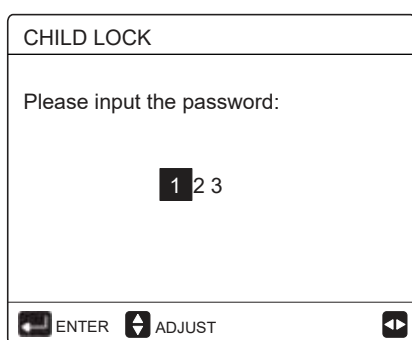 CHILD LOCK
Please input the password:
1 2 3
ENTER ADJUST